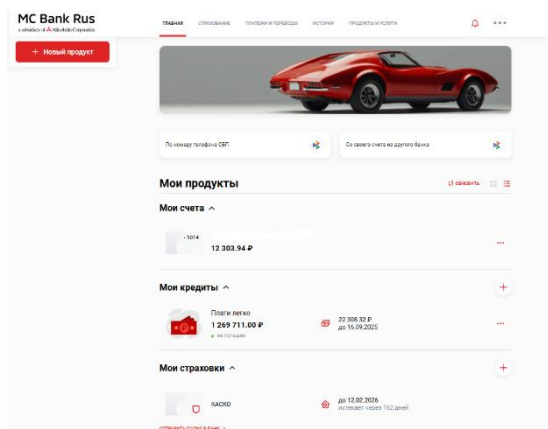 MC Bank Rus
a subsidiary of Mitsubishi Corporation
ГЛАВНАЯ СТРАХОВАНИЕ ПЛАТЕЖИ И ПЕРЕВОДЫ ИСТОРИЯ ПРОДУКТЫ И УСЛУГИ
+ Новый продукт
По номеру телефона СБП Со своего счета из другого банка
Мои продукты ОБНОВИТЬ
Мои счета
9014
12 303.94 ₽
Мои кредиты
Плати легко
1 269 711.00 ₽
22 308.32 ₽
до 16.09.2025
НЕ ПОГАШЕН
Мои страховки
КАСКО
до 12.02.2026
истекает через 162 дней